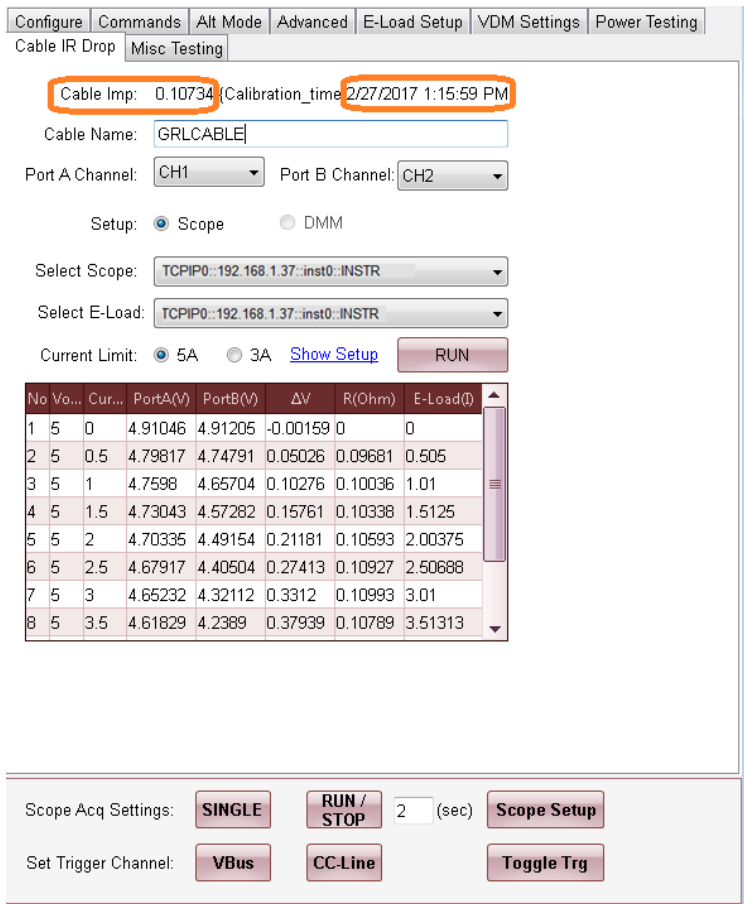 Configure Commands Alt Mode Advanced E-Load Setup VDM Settings Power Testing
Cable IR Drop Misc Testing
Cable Imp: 0.10734 {Calibration_time 2/27/2017 1:15:59 PM
Cable Name: GRLCABLE
Port A Channel: CH1 Port B Channel: CH2
Setup: Scope DMM
Select Scope: TCPIP0::192.168.1.37::inst0::INSTR
Select E-Load: TCPIP0::192.168.1.37::inst0::INSTR
Current Limit: 5A 3A Show Setup RUN
No Vo... Cur... PortA(V) PortB(V) ΔV R(Ohm) E-Load(I)
1 5 0 4.91046 4.91205 -0.00159 0 0
2 5 0.5 4.79817 4.74791 0.05026 0.09681 0.505
3 5 1 4.7598 4.65704 0.10276 0.10036 1.01
4 5 1.5 4.73043 4.57282 0.15761 0.10338 1.5125
5 5 2 4.70335 4.49154 0.21181 0.10593 2.00375
6 5 2.5 4.67917 4.40504 0.27413 0.10927 2.50688
7 5 3 4.65232 4.32112 0.3312 0.10993 3.01
8 5 3.5 4.61829 4.2389 0.37939 0.10789 3.51313
Scope Acq Settings: SINGLE RUN / STOP 2 (sec) Scope Setup
Set Trigger Channel: VBus CC-Line Toggle Trg